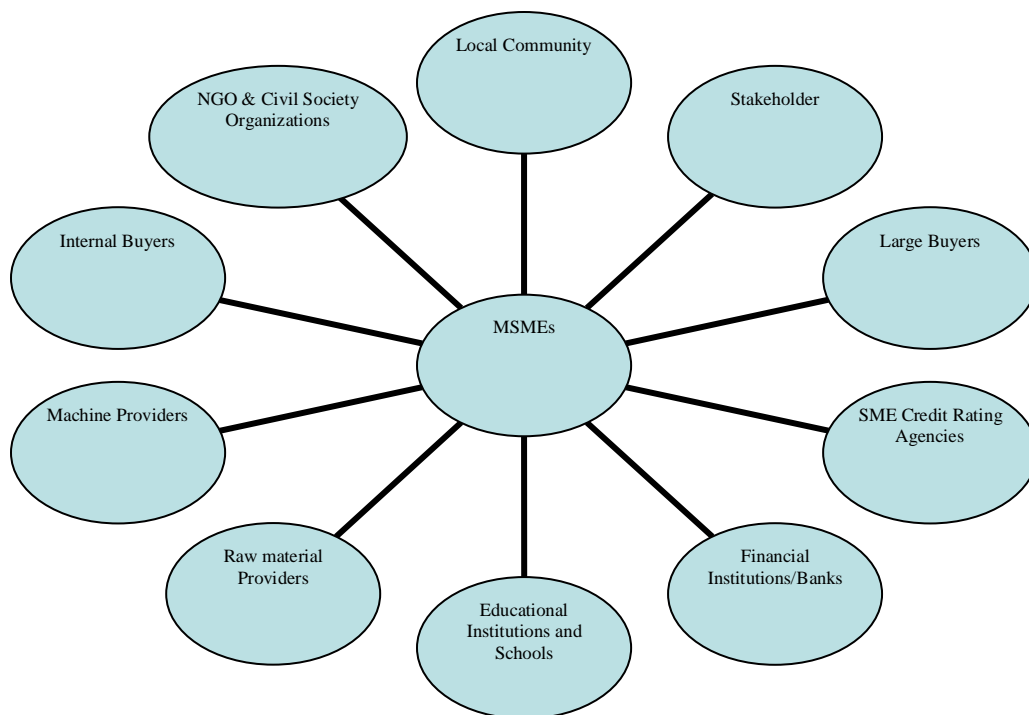 Local Community
NGO & Civil Society
Organizations
Stakeholder
Internal Buyers
Large Buyers
MSMEs
Machine Providers
SME Credit Rating
Agencies
Raw material
Providers
Financial
Institutions/Banks
Educational
Institutions and
Schools